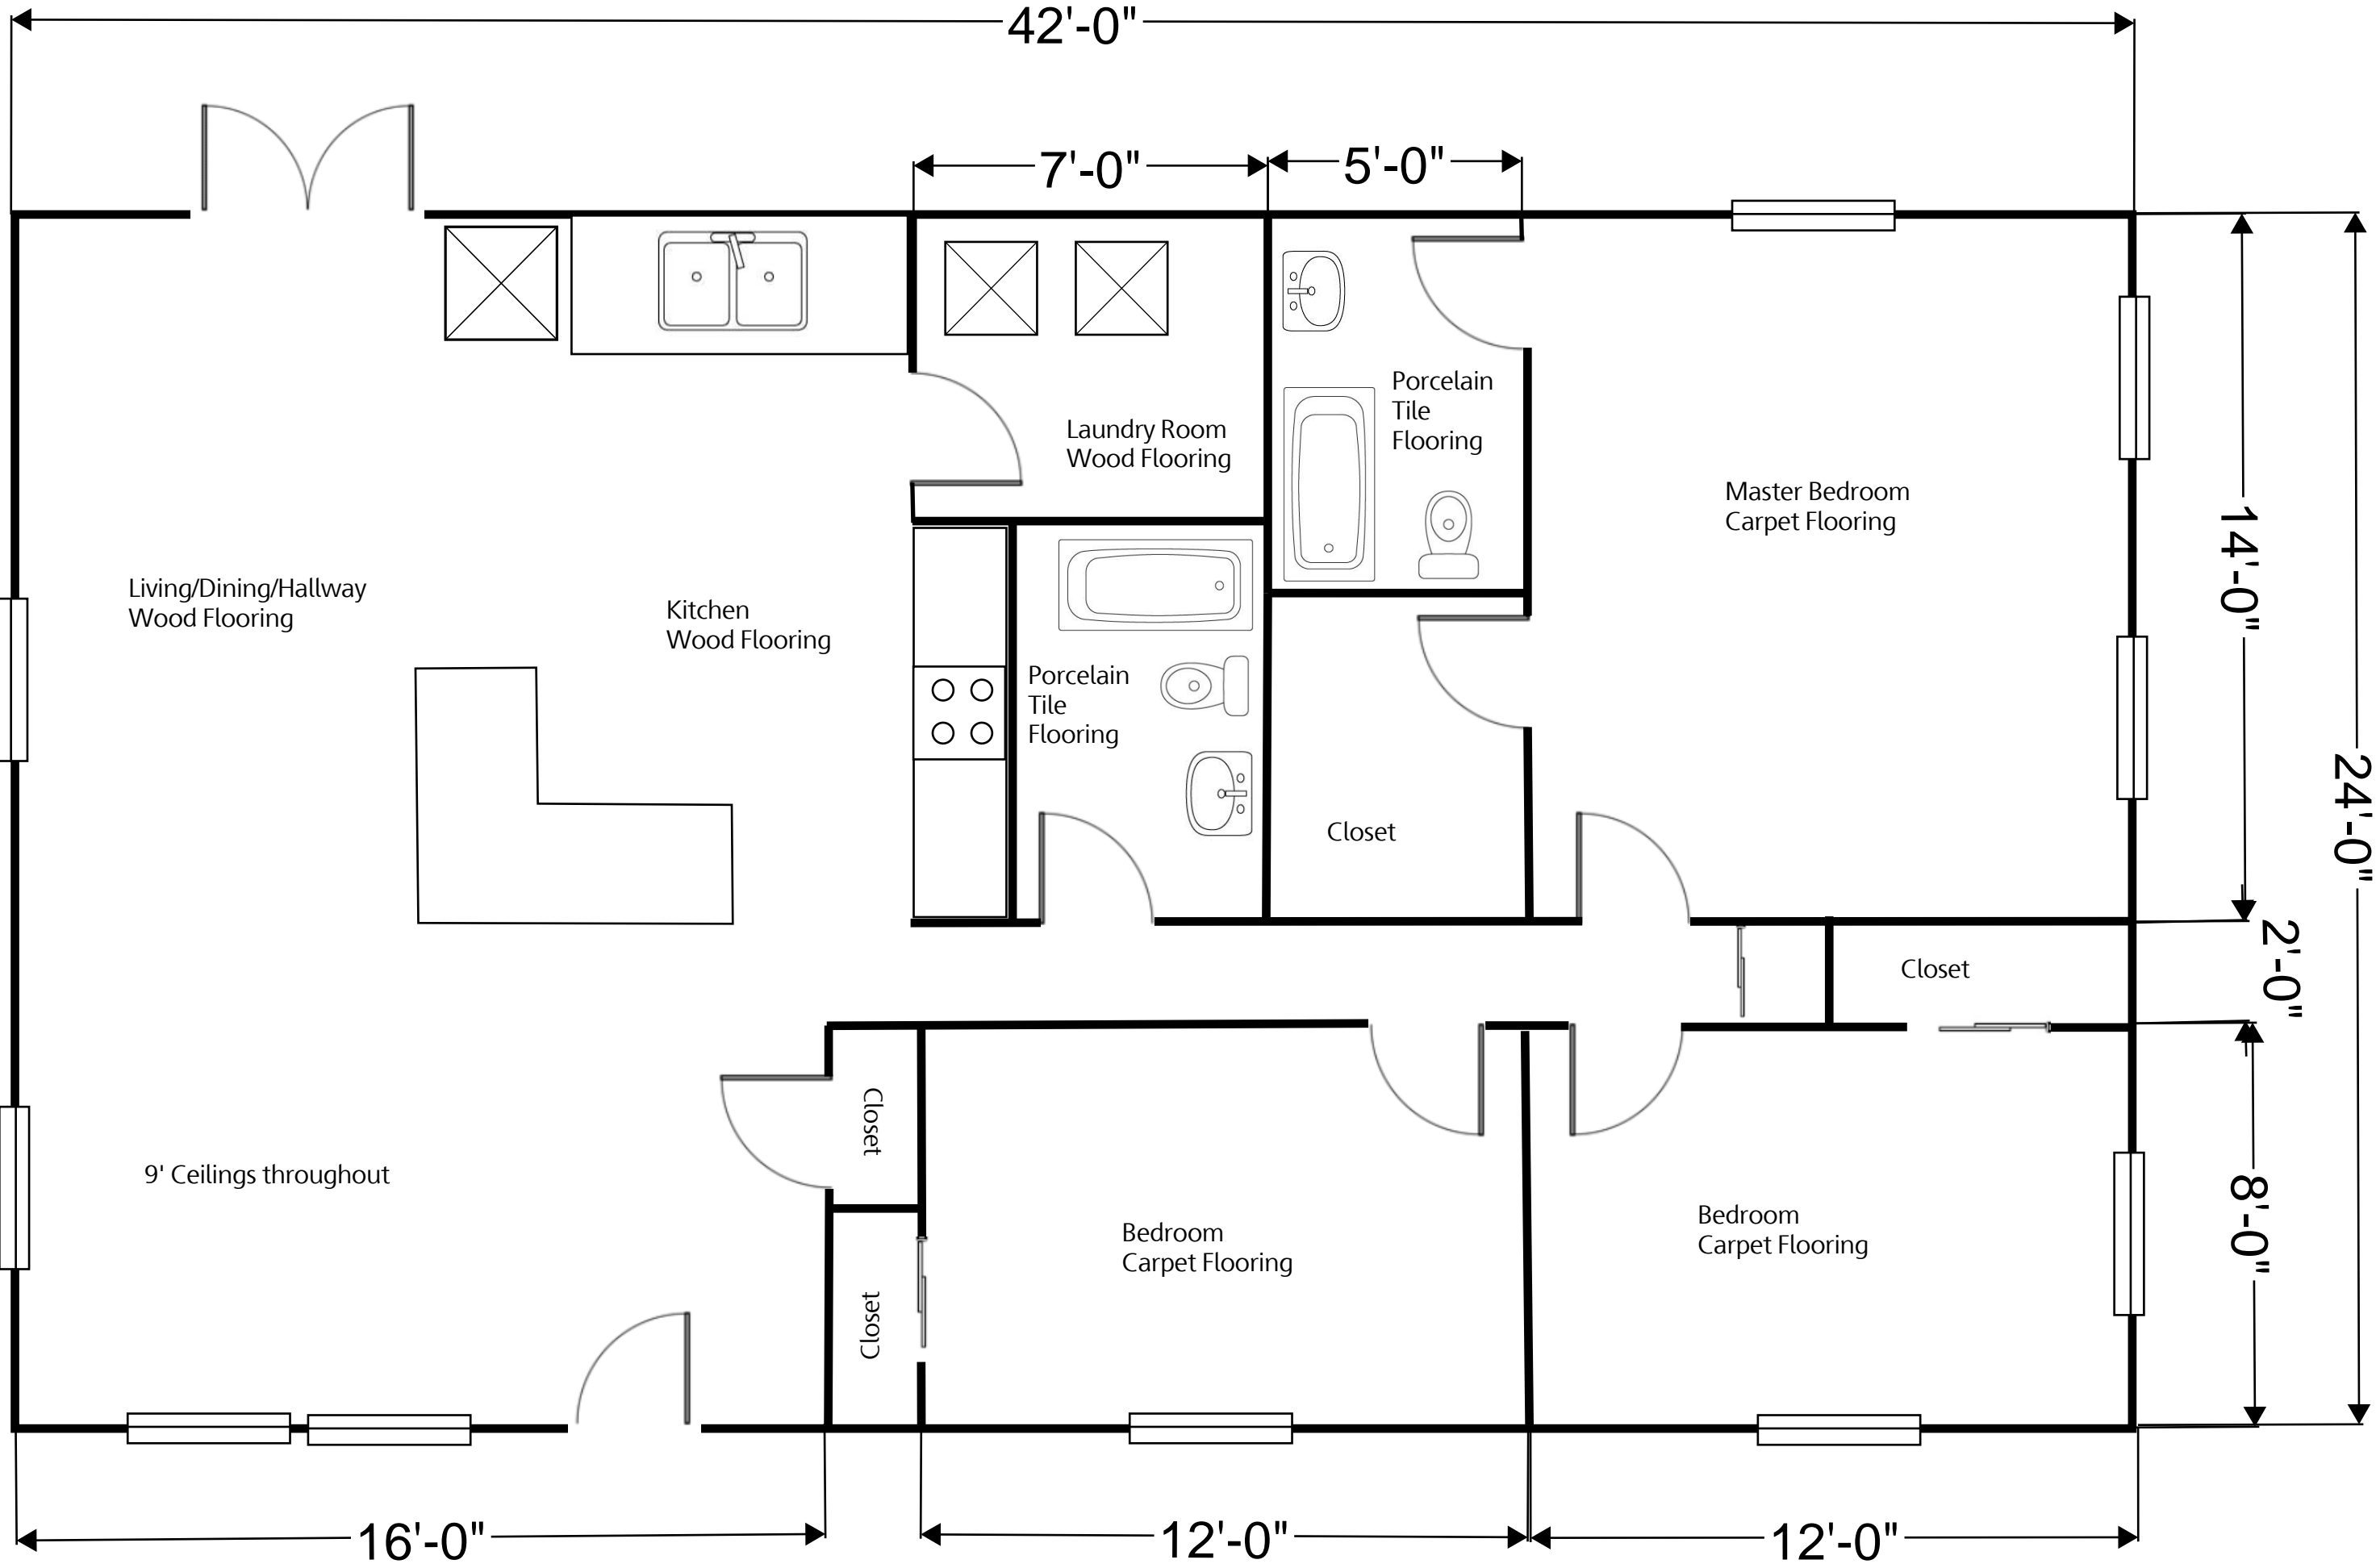 42'-0"
7'-0"
5'-0"
Porcelain
Tile
Flooring
Laundry Room
Wood Flooring
Master Bedroom
Carpet Flooring
14'-0"
Living/Dining/Hallway
Wood Flooring
Kitchen
Wood Flooring
Porcelain
Tile
Flooring
24'-0"
Closet
2'-0"
Closet
Closet
9' Ceilings throughout
8'-0"
Bedroom
Carpet Flooring
Bedroom
Carpet Flooring
Closet
16'-0"
12'-0"
12'-0"